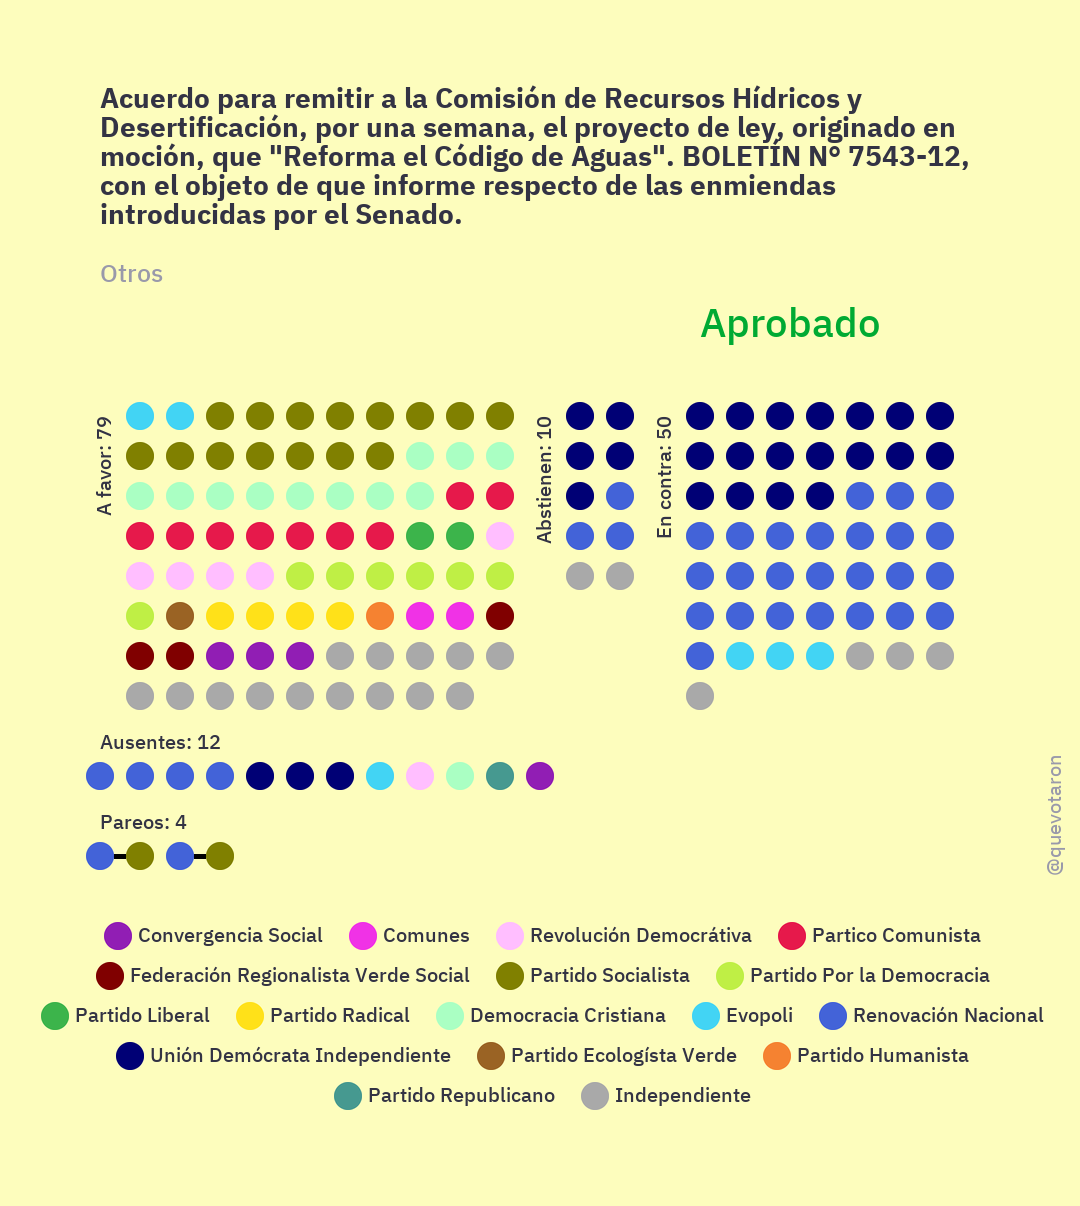 Acuerdo para remitir a la Comisión de Recursos Hídricos y
Desertificación, por una semana, el proyecto de ley, originado en
moción, que "Reforma el Código de Aguas". BOLETÍN N° 7543-12,
con el objeto de que informe respecto de las enmiendas
introducidas por el Senado.
Otros
Aprobado
A favor: 79
Abstienen: 10
En contra: 50
Ausentes: 12
Pareos: 4
@quevotaron
Convergencia Social Comunes Revolución Democrátiva Partico Comunista
Federación Regionalista Verde Social Partido Socialista Partido Por la Democracia
Partido Liberal Partido Radical Democracia Cristiana Evopoli Renovación Nacional
Unión Demócrata Independiente Partido Ecologísta Verde Partido Humanista
Partido Republicano Independiente